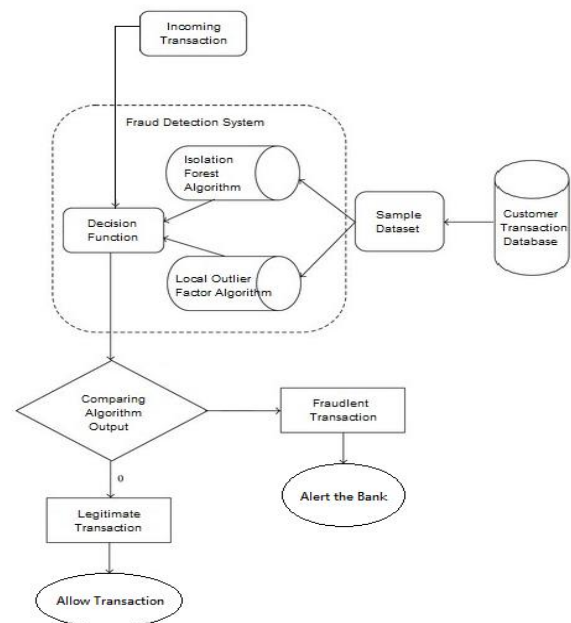 Incoming
Transaction
Fraud Detection System
Isolation
Forest
Algorithm
Decision
Function
Sample
Dataset
Customer
Transaction
Database
Local Outlier
Factor Algorithm
Comparing
Algorithm
Output
Fraudlent
Transaction
0
Alert the Bank
Legitimate
Transaction
Allow Transaction